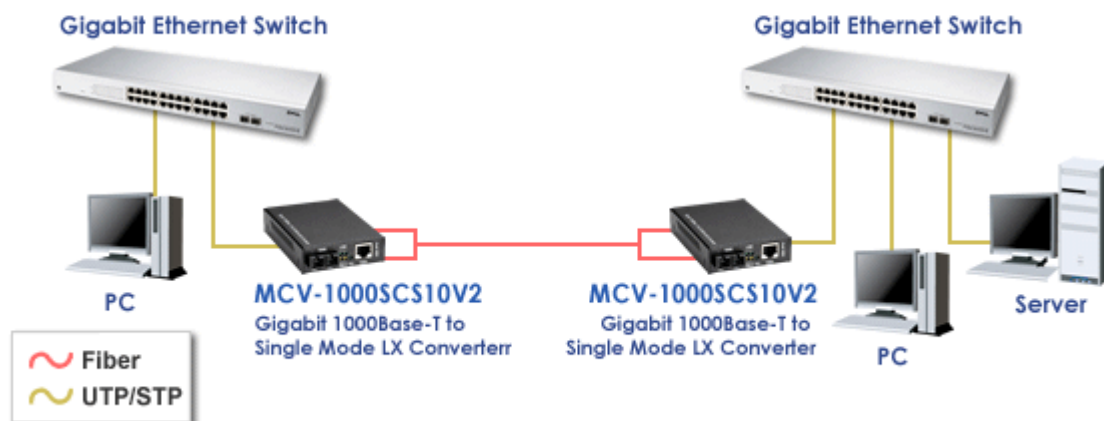 Gigabit Ethernet Switch
Gigabit Ethernet Switch
PC
MCV-1000SCS10V2
Gigabit 1000Base-T to
Single Mode LX Converterr
MCV-1000SCS10V2
Gigabit 1000Base-T to
Single Mode LX Converter
PC
Server
Fiber
UTP/STP